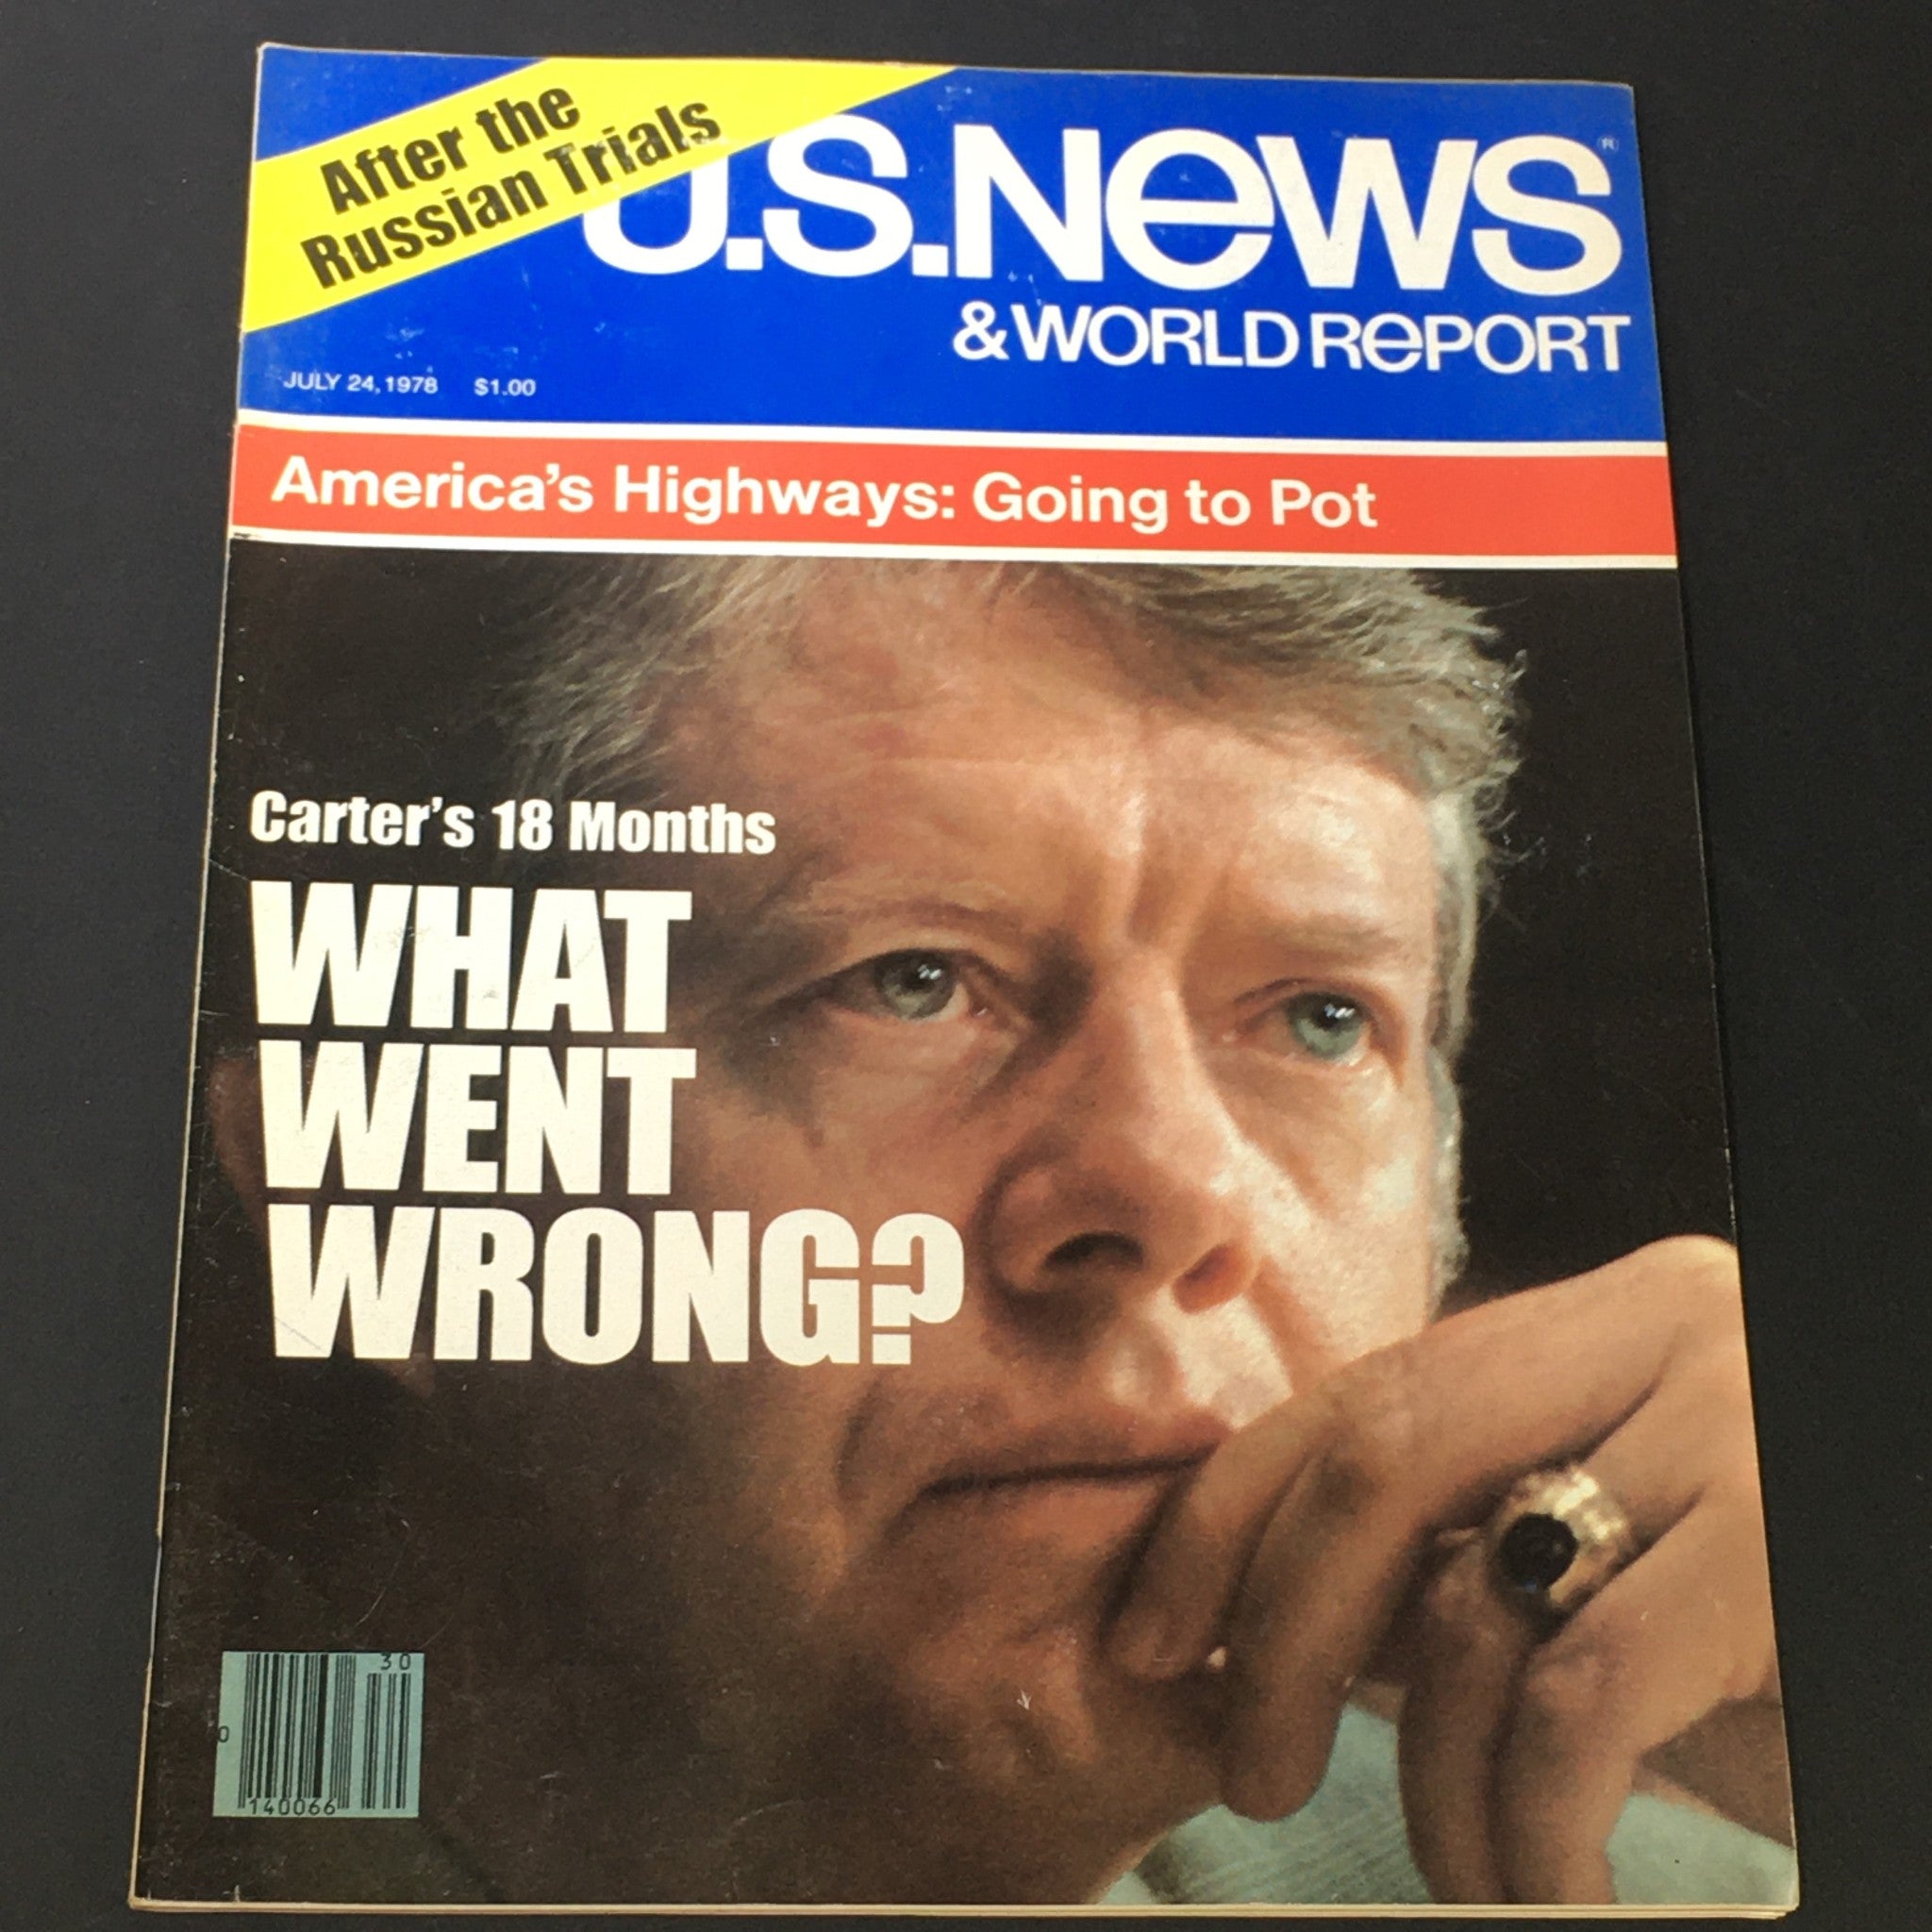 After the
Russian Trials
U.S.NEWS
®
& WORLD REPORT
JULY 24, 1978 $1.00
America's Highways: Going to Pot
Carter's 18 Months
WHAT
WENT
WRONG?
30
0
140066